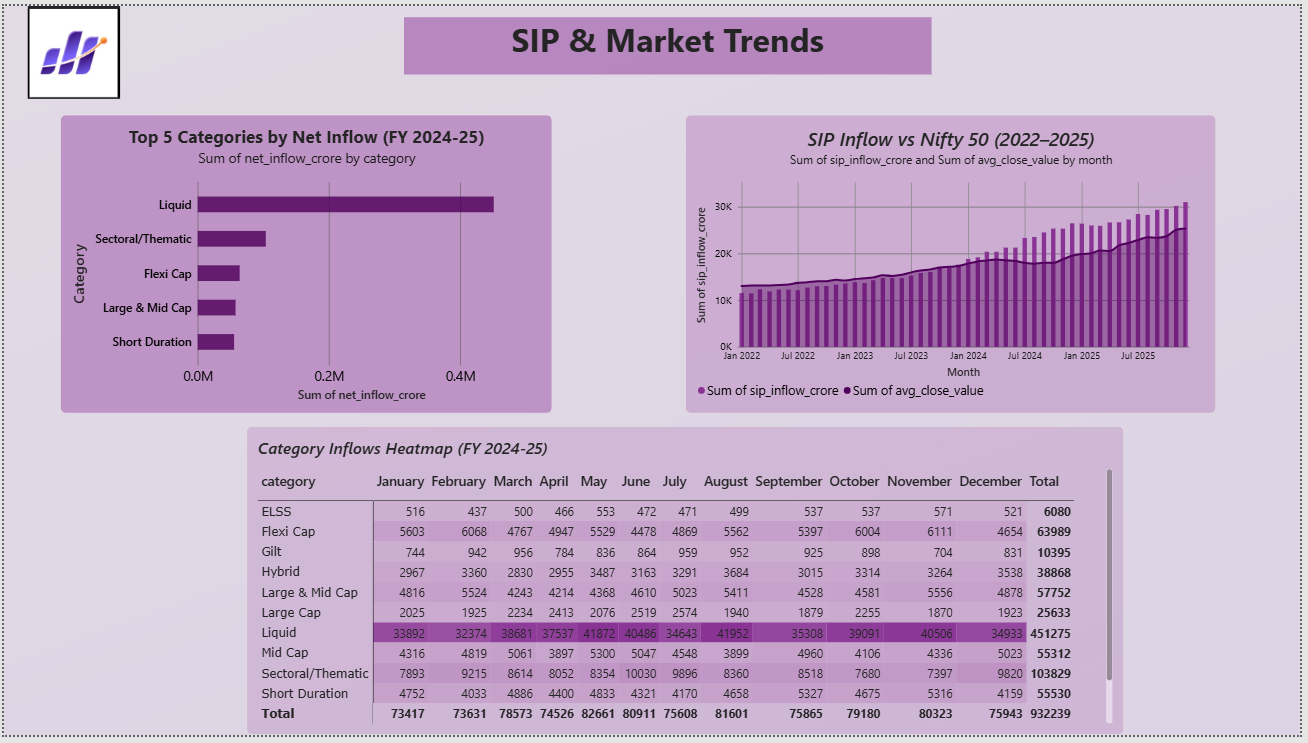 SIP & Market Trends
Top 5 Categories by Net Inflow (FY 2024-25)
Sum of net_inflow_crore by category
Category
Liquid
Sectoral/Thematic
Flexi Cap
Large & Mid Cap
Short Duration
0.0M 0.2M 0.4M
Sum of net_inflow_crore
SIP Inflow vs Nifty 50 (2022–2025)
Sum of sip_inflow_crore and Sum of avg_close_value by month
Sum of sip_inflow_crore
30K
20K
10K
0K
Jan 2022 Jul 2022 Jan 2023 Jul 2023 Jan 2024 Jul 2024 Jan 2025 Jul 2025
Month
Sum of sip_inflow_crore Sum of avg_close_value
Category Inflows Heatmap (FY 2024-25)
category January February March April May June July August September October November December Total
ELSS 516 437 500 466 553 472 471 499 537 537 571 521 6080
Flexi Cap 5603 6068 4767 4947 5529 4478 4869 5562 5397 6004 6111 4654 63989
Gilt 744 942 956 784 836 864 959 952 925 898 704 831 10395
Hybrid 2967 3360 2830 2955 3487 3163 3291 3684 3015 3314 3264 3538 38868
Large & Mid Cap 4816 5524 4243 4214 4368 4610 5023 5411 4528 4581 5556 4878 57752
Large Cap 2025 1925 2234 2413 2076 2519 2574 1940 1879 2255 1870 1923 25633
Liquid 33892 32374 38681 37537 41872 40486 34643 41952 35308 39091 40506 34933 451275
Mid Cap 4316 4819 5061 3897 5300 5047 4548 3899 4960 4106 4336 5023 55312
Sectoral/Thematic 7893 9215 8614 8052 8354 10030 9896 8360 8518 7680 7397 9820 103829
Short Duration 4752 4033 4886 4400 4833 4321 4170 4658 5327 4675 5316 4159 55530
Total 73417 73631 78573 74526 82661 80911 75608 81601 75865 79180 80323 75943 932239